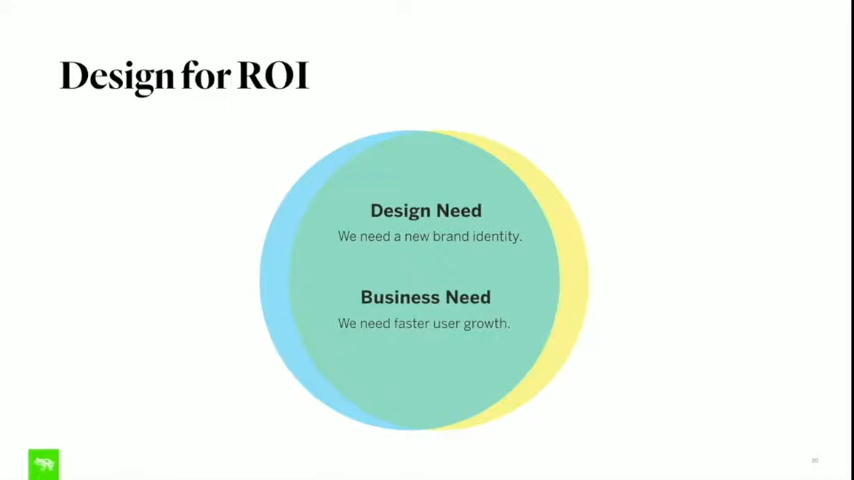 Design for ROI
Design Need
We need a new brand identity.
Business Need
We need faster user growth.